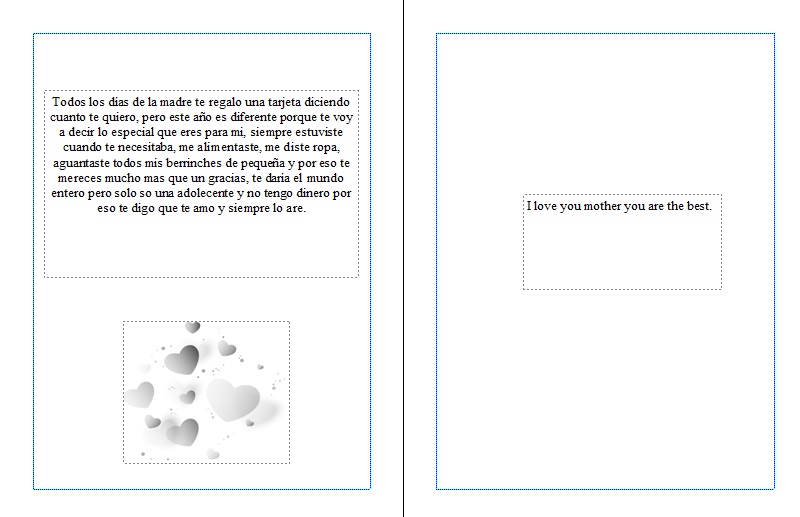 Todos los días de la madre te regalo una tarjeta diciendo
cuanto te quiero, pero este año es diferente porque te voy
a decir lo especial que eres para mi, siempre estuviste
cuando te necesitaba, me alimentaste, me diste ropa,
aguantaste todos mis berrinches de pequeña y por eso te
mereces mucho mas que un gracias, te daria el mundo
entero pero solo so una adolecente y no tengo dinero por
eso te digo que te amo y siempre lo are.
I love you mother you are the best.